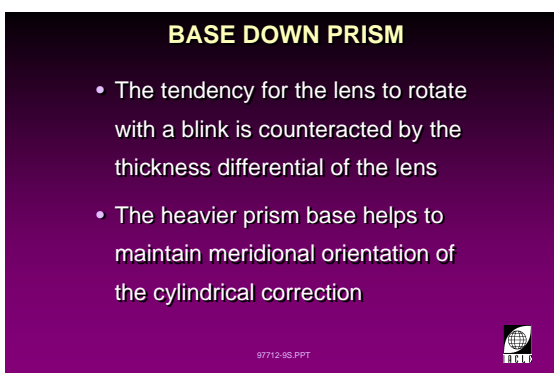 BASE DOWN PRISM
• The tendency for the lens to rotate
with a blink is counteracted by the
thickness differential of the lens
• The heavier prism base helps to
maintain meridional orientation of
the cylindrical correction
97712-9S.PPT
IACLE